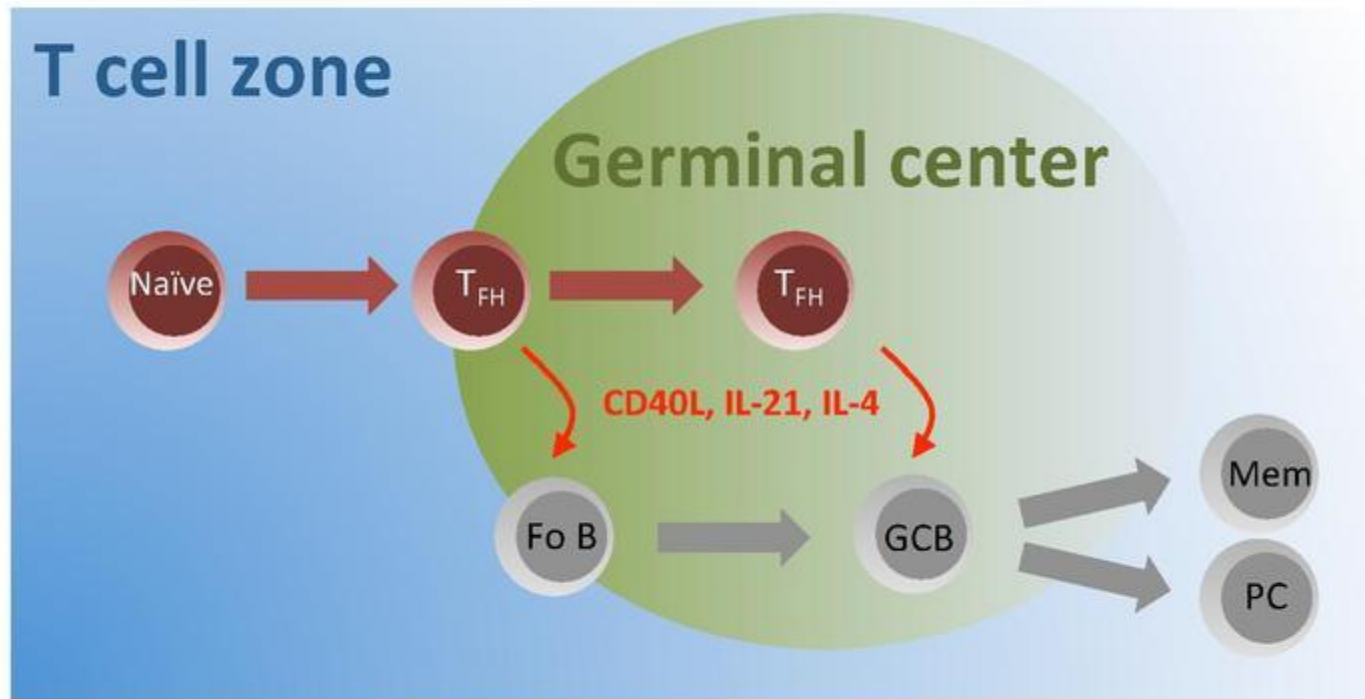 T cell zone
Germinal center
Naïve
TFH
TFH
CD40L, IL-21, IL-4
Fo B
GCB
Mem
PC